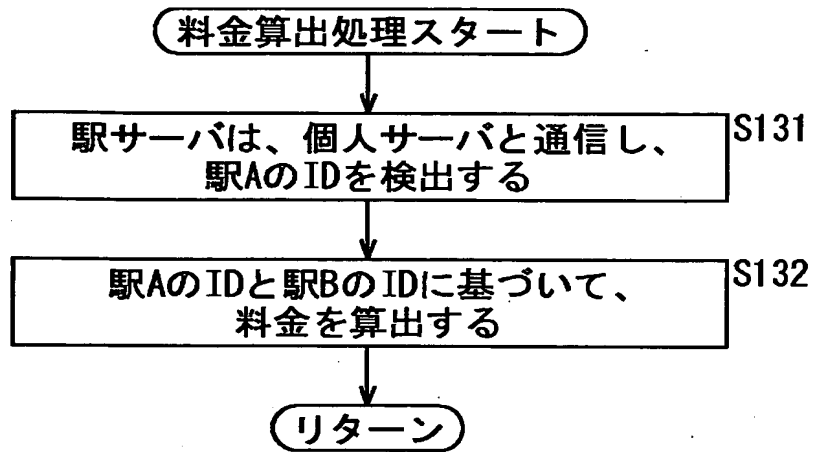 料金算出処理スタート
駅サーバは、個人サーバと通信し、
駅AのIDを検出する
S131
駅AのIDと駅BのIDに基づいて、
料金を算出する
S132
リターン